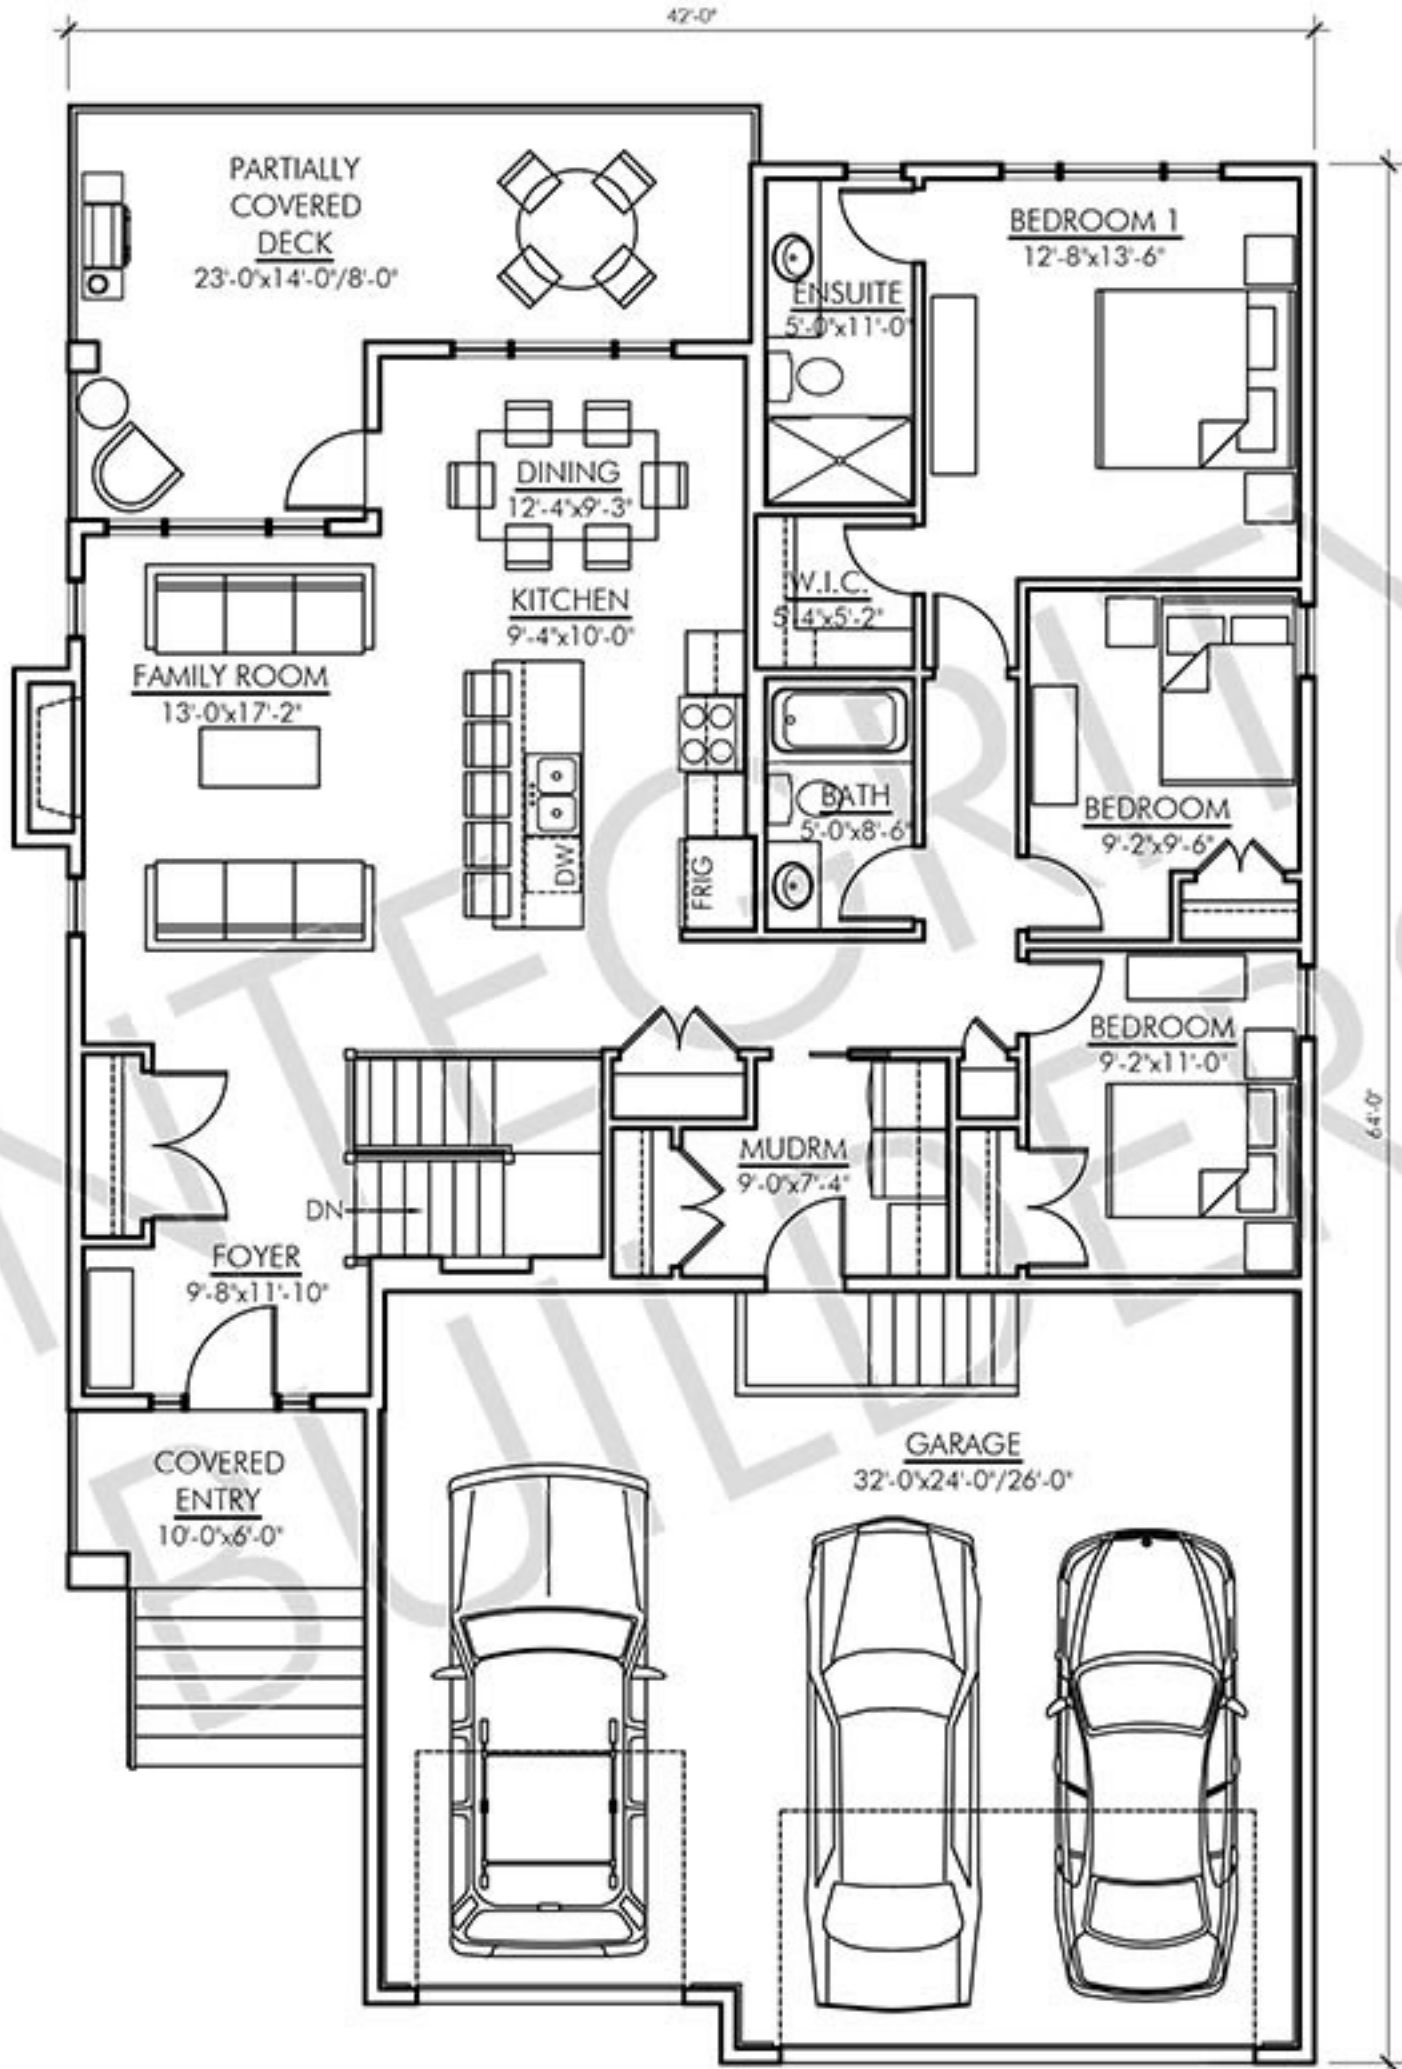 42'-0"
PARTIALLY
COVERED
DECK
23'-0"x14'-0"/8'-0"
BEDROOM 1
12'-8"x13'-6"
ENSUITE
5'-0"x11'-0"
DINING
12'-4"x9'-3"
KITCHEN
9'-4"x10'-0"
W.I.C.
5'-4"x5'-2"
FAMILY ROOM
13'-0"x17'-2"
BATH
5'-0"x8'-6"
BEDROOM
9'-2"x9'-6"
DW
FRIG
BEDROOM
9'-2"x11'-0"
64'-0"
MUDRM
9'-0"x7'-4"
DN
FOYER
9'-8"x11'-10"
GARAGE
32'-0"x24'-0"/26'-0"
COVERED
ENTRY
10'-0"x6'-0"
INTEGRITY
BUILDERS